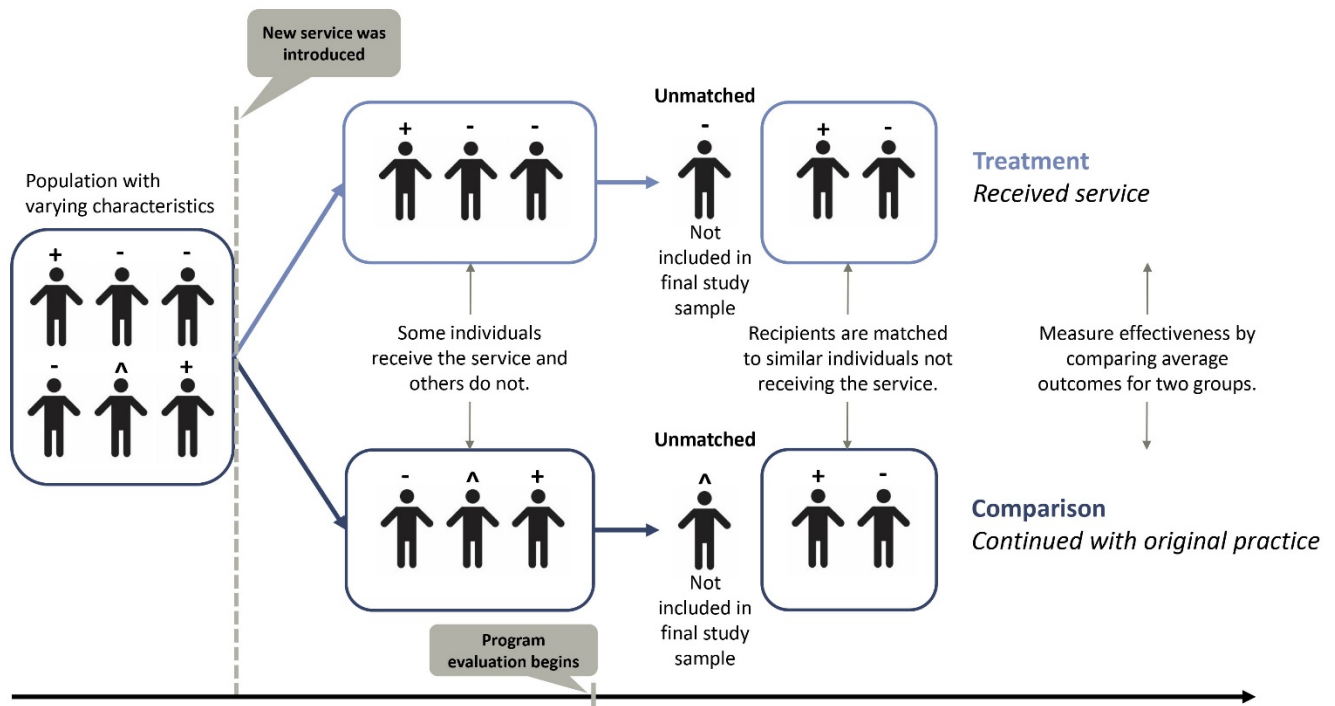 New service was
introduced
Population with
varying characteristics
+ - -
- ^ +
+ - -
Unmatched
-
Not
included in
final study
sample
+ -
Treatment
Received service
Some individuals
receive the service and
others do not.
Recipients are matched
to similar individuals not
receiving the service.
Measure effectiveness by
comparing average
outcomes for two groups.
- ^ +
Unmatched
^
Not
included in
final study
sample
+ -
Comparison
Continued with original practice
Program
evaluation begins